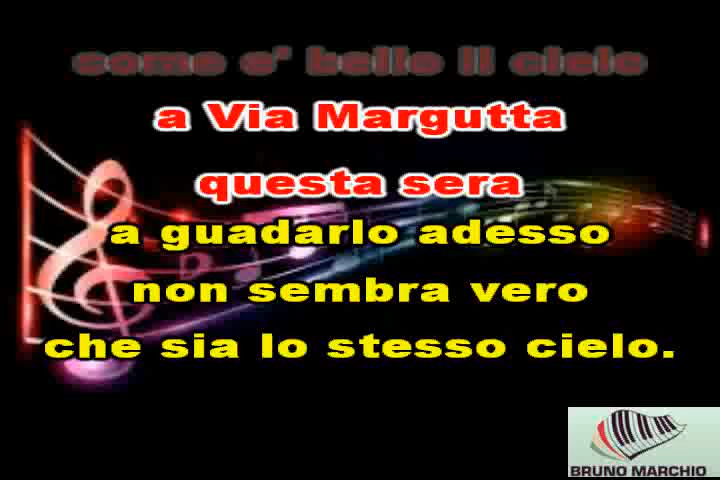 come e' bello il cielo
a Via Margutta
questa sera
a guadarlo adesso
non sembra vero
che sia lo stesso cielo.
BRUNO MARCHIO